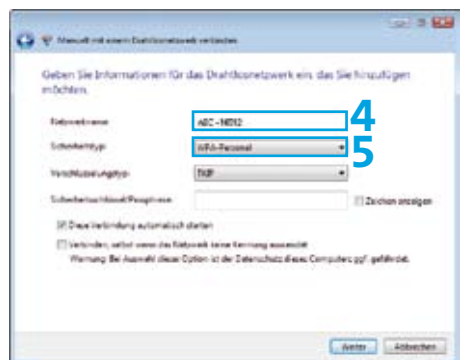 Manuell mit einem Drahtlosnetzwerk verbinden
Geben Sie Informationen für das Drahtlosnetzwerk ein, das Sie hinzufügen
möchten.
Netzwerkname: 4
Sicherheitstyp: WPA-Personal 5
Verschlüsselungstyp: TKIP
Sicherheitsschlüssel/Passphrase: Zeichen anzeigen
Diese Verbindung automatisch starten
Verbinden, selbst wenn das Netzwerk keine Kennung aussendet
Warnung: Bei Auswahl dieser Option ist der Datenschutz dieses Computers ggf. gefährdet.
Weiter Abbrechen